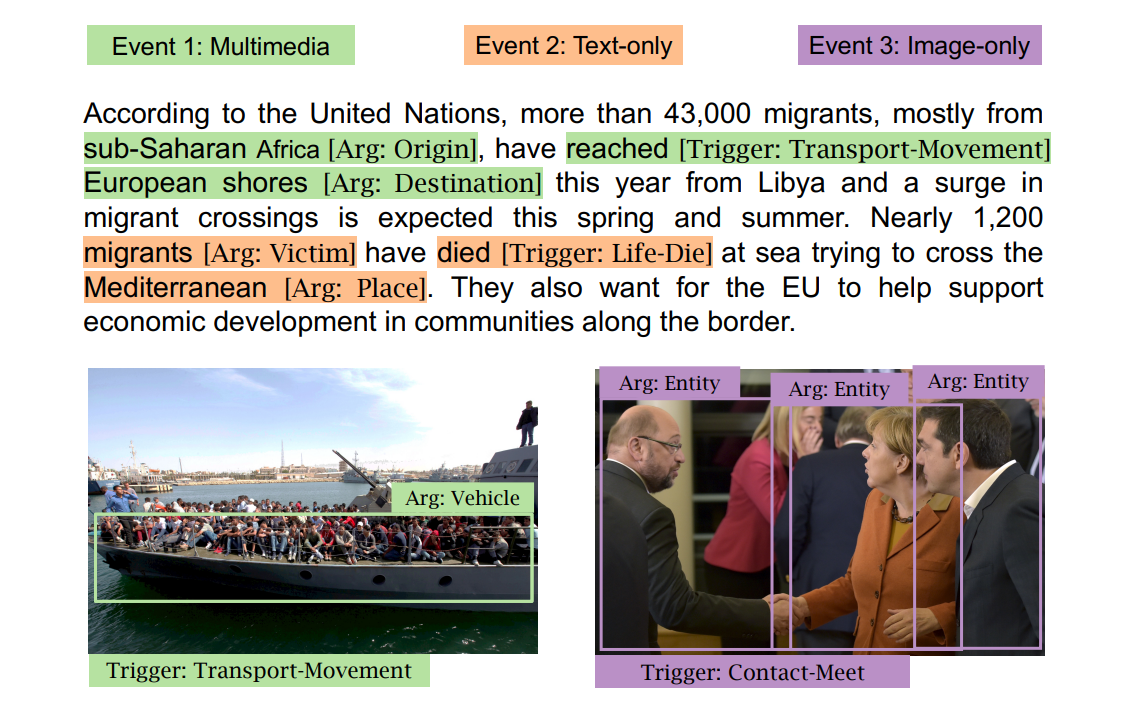 Event 1: Multimedia
Event 2: Text-only
Event 3: Image-only
According to the United Nations, more than 43,000 migrants, mostly from
sub-Saharan Africa [Arg: Origin], have reached [Trigger: Transport-Movement]
European shores [Arg: Destination] this year from Libya and a surge in
migrant crossings is expected this spring and summer. Nearly 1,200
migrants [Arg: Victim] have died [Trigger: Life-Die] at sea trying to cross the
Mediterranean [Arg: Place]. They also want for the EU to help support
economic development in communities along the border.
Arg: Vehicle
Trigger: Transport-Movement
Arg: Entity
Arg: Entity
Arg: Entity
Trigger: Contact-Meet